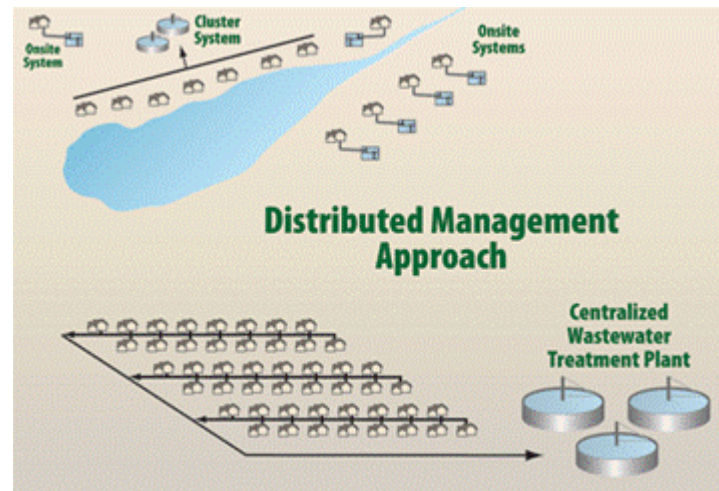 Onsite
System
Cluster
System
Onsite
Systems
Distributed Management
Approach
Centralized
Wastewater
Treatment Plant